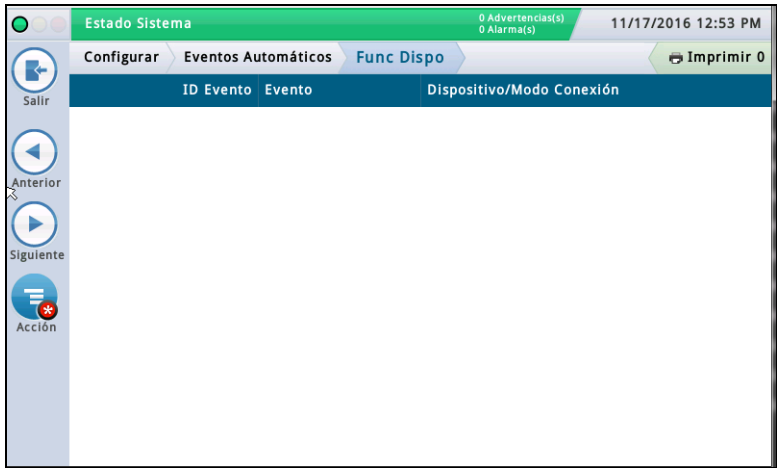 Estado Sistema
0 Advertencias(s)
0 Alarma(s)
11/17/2016 12:53 PM
Configurar Eventos Automáticos Func Dispo
Imprimir 0
ID Evento Evento Dispositivo/Modo Conexión
Salir
Anterior
Siguiente
Acción